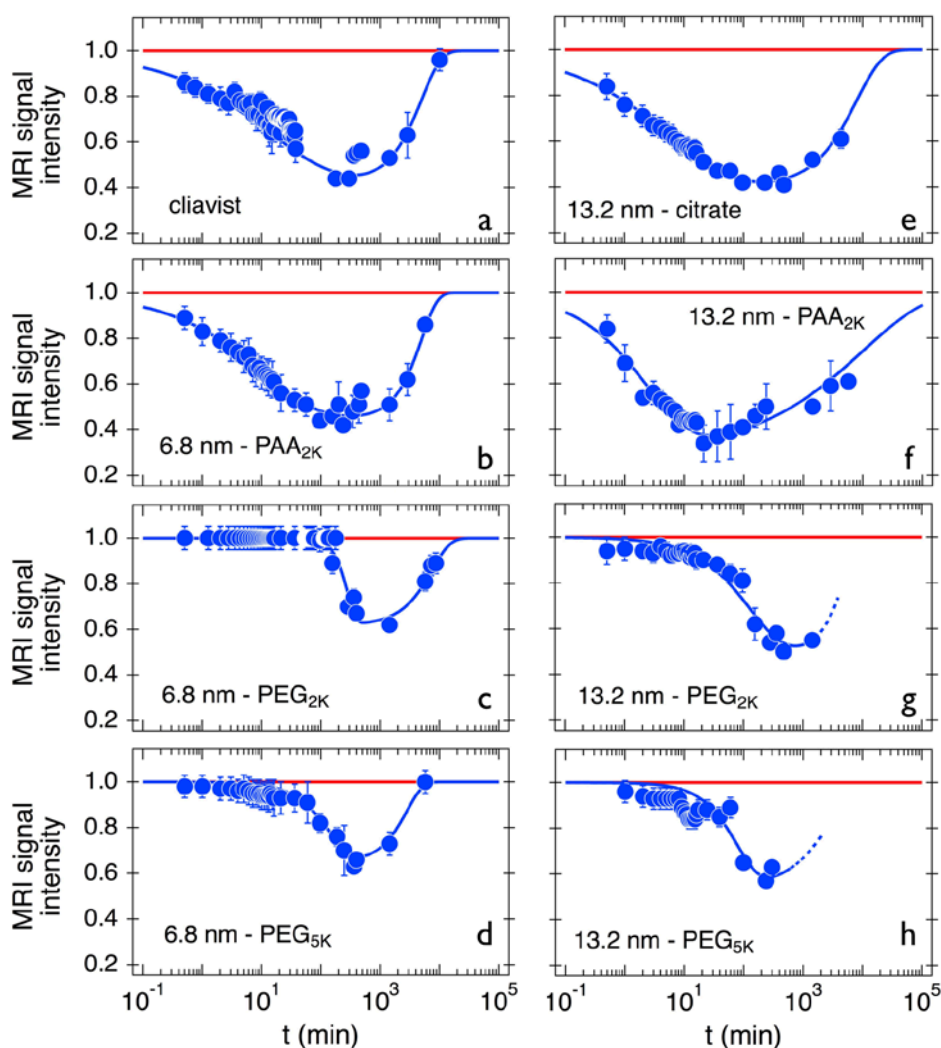 MRI signal
intensity
1.0
0.8
0.6
0.4
0.2
cliavist
a
13.2 nm - citrate
e
MRI signal
intensity
1.0
0.8
0.6
0.4
0.2
6.8 nm - PAA2K
b
13.2 nm - PAA2K
f
MRI signal
intensity
1.0
0.8
0.6
0.4
0.2
6.8 nm - PEG2K
c
13.2 nm - PEG2K
g
MRI signal
intensity
1.0
0.8
0.6
0.4
0.2
6.8 nm - PEG5K
d
13.2 nm - PEG5K
h
10-1 101 103 105
t (min)
10-1 101 103 105
t (min)